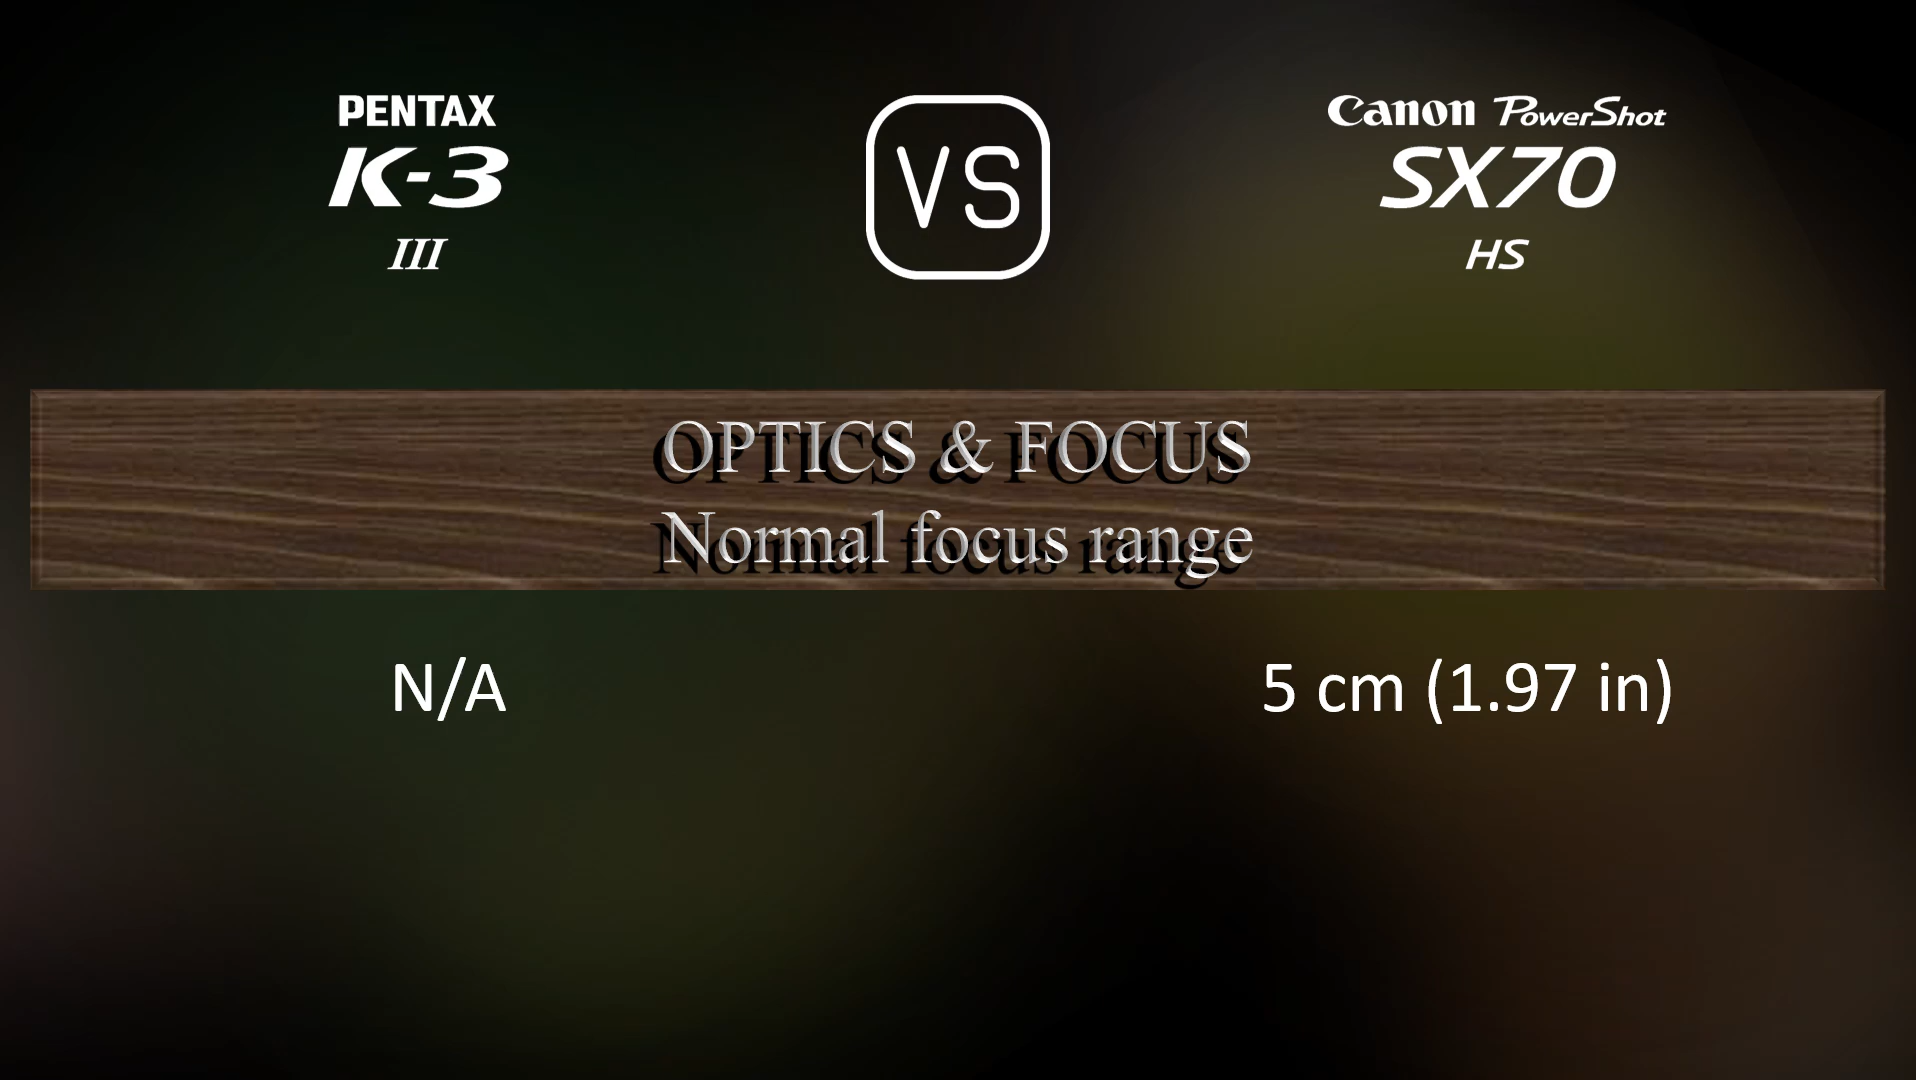 PENTAX
K-3
III
VS
Canon PowerShot
SX70
HS
OPTICS & FOCUS
Normal focus range
N/A
5 cm (1.97 in)